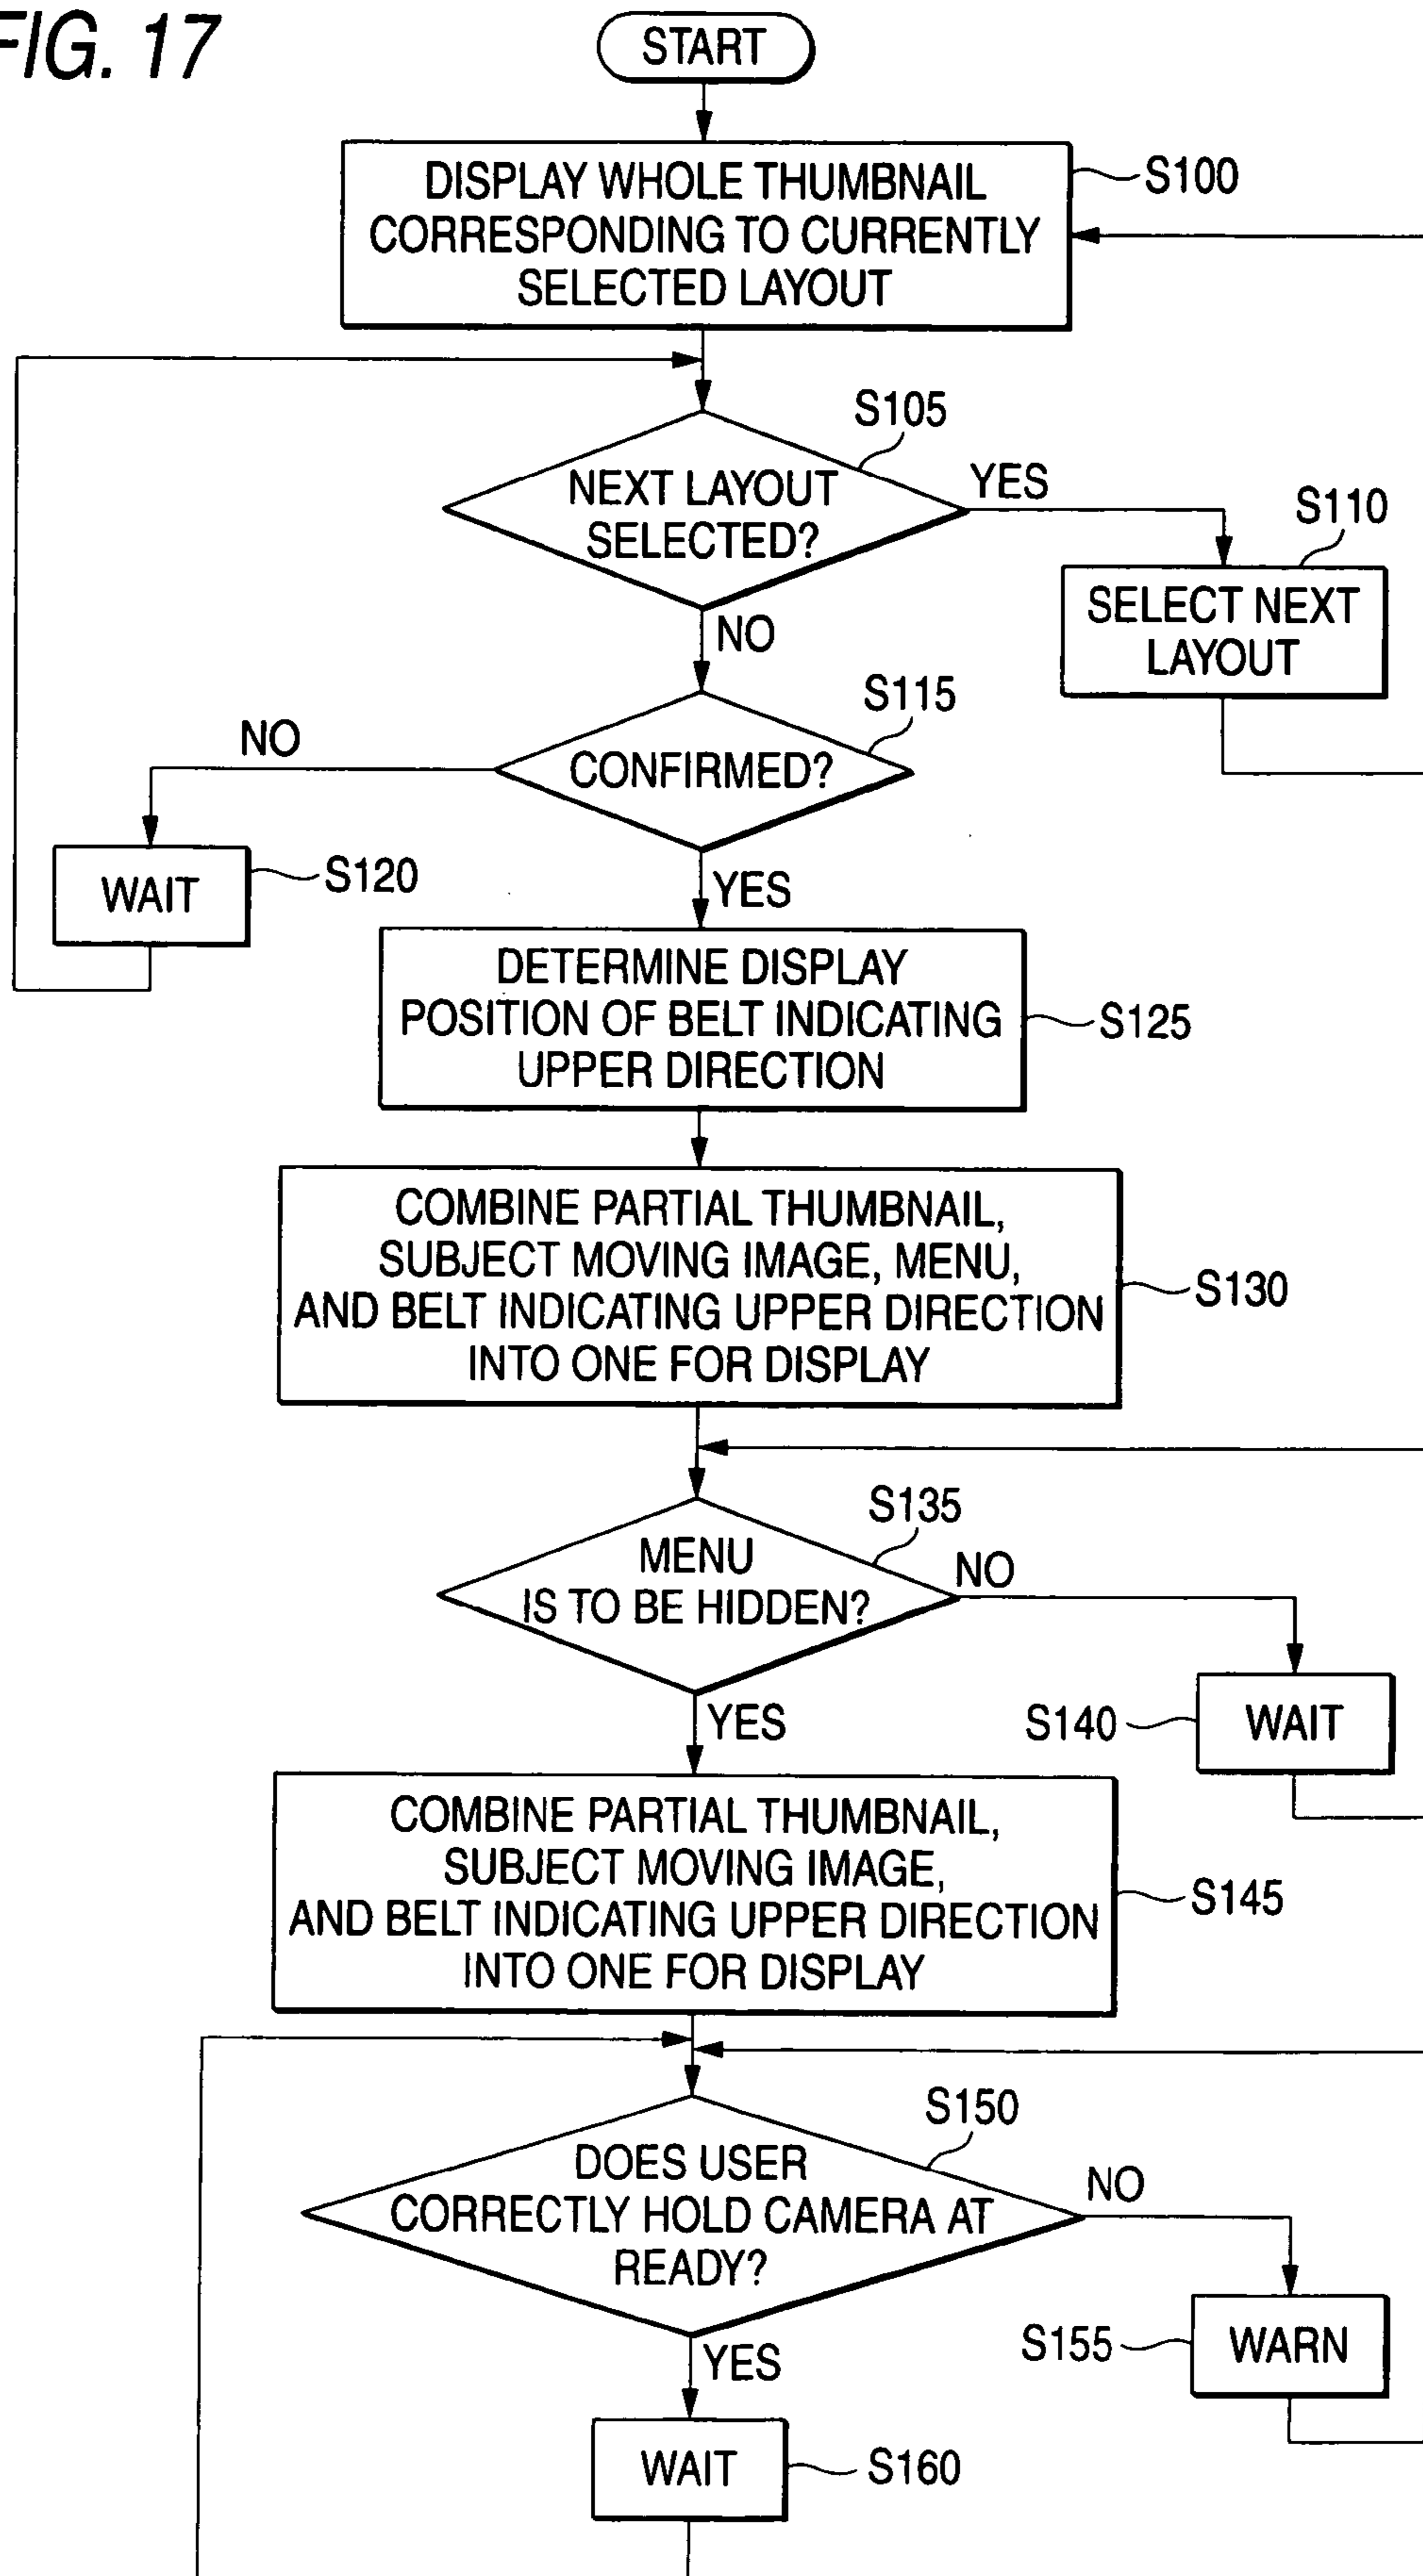 FIG. 17
START
DISPLAY WHOLE THUMBNAIL
CORRESPONDING TO CURRENTLY
SELECTED LAYOUT
S100
S105
NEXT LAYOUT
SELECTED?
YES
S110
SELECT NEXT
LAYOUT
NO
S115
CONFIRMED?
NO
WAIT
S120
YES
DETERMINE DISPLAY
POSITION OF BELT INDICATING
UPPER DIRECTION
S125
COMBINE PARTIAL THUMBNAIL,
SUBJECT MOVING IMAGE, MENU,
AND BELT INDICATING UPPER DIRECTION
INTO ONE FOR DISPLAY
S130
S135
MENU
IS TO BE HIDDEN?
NO
S140
WAIT
YES
COMBINE PARTIAL THUMBNAIL,
SUBJECT MOVING IMAGE,
AND BELT INDICATING UPPER DIRECTION
INTO ONE FOR DISPLAY
S145
S150
DOES USER
CORRECTLY HOLD CAMERA AT
READY?
NO
S155
WARN
YES
WAIT
S160